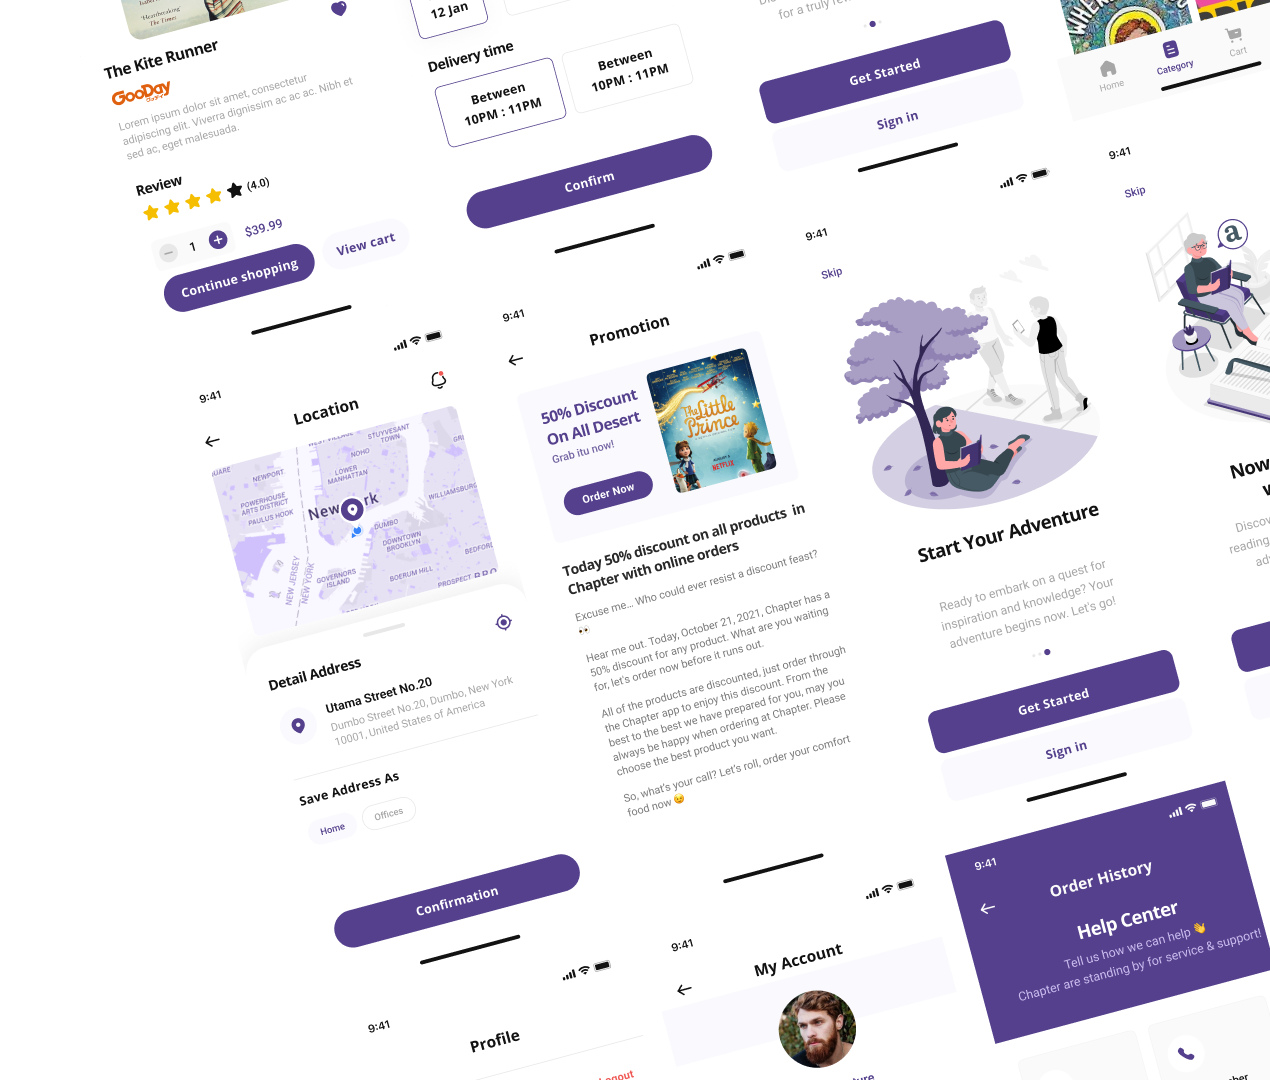 'Heartbreaking'
The Times
The Kite Runner
GooDay
Lorem ipsum dolor sit amet, consectetur
adipiscing elit. Viverra dignissim ac ac ac. Nibh et
sed ac, eget malesuada.
Review
(4.0)
1
$39.99
Continue shopping
View cart
12 Jan
Delivery time
Between
10PM : 11PM
Between
10PM : 11PM
Confirm
for a truly
Get Started
Sign in
WHERE
Home
Category
Cart
9:41
Location
NEWPORT
STUYVESANT
TOWN
NOHO
LOWER
MANHATTAN
POWERHOUSE
ARTS DISTRICT
PAULUS HOOK
WILLIAMSBURG
DUMBO
DOWNTOWN
BROOKLYN
NEW JERSEY
NEW YORK
GOVERNORS
ISLAND
BOERUM HILL
BEDFORD
PROSPECT
Detail Address
Utama Street No.20
Dumbo Street No.20, Dumbo, New York
10001, United States of America
Save Address As
Home
Offices
Confirmation
9:41
Promotion
50% Discount
On All Desert
Grab itu now!
Order Now
The Little
Prince
NETFLIX
Today 50% discount on all products in
Chapter with online orders
Excuse me... Who could ever resist a discount feast?
👀
Hear me out. Today, October 21, 2021, Chapter has a
50% discount for any product. What are you waiting
for, let's order now before it runs out.
All of the products are discounted, just order through
the Chapter app to enjoy this discount. From the
best to the best we have prepared for you, may you
always be happy when ordering at Chapter. Please
choose the best product you want.
So, what's your call? Let's roll, order your comfort
food now 😉
9:41
Skip
Start Your Adventure
Ready to embark on a quest for
inspiration and knowledge? Your
adventure begins now. Let's go!
Get Started
Sign in
9:41
Skip
a
Now
Discov
reading
9:41
Profile
9:41
My Account
9:41
Order History
Help Center
Tell us how we can help 👋
Chapter are standing by for service & support!